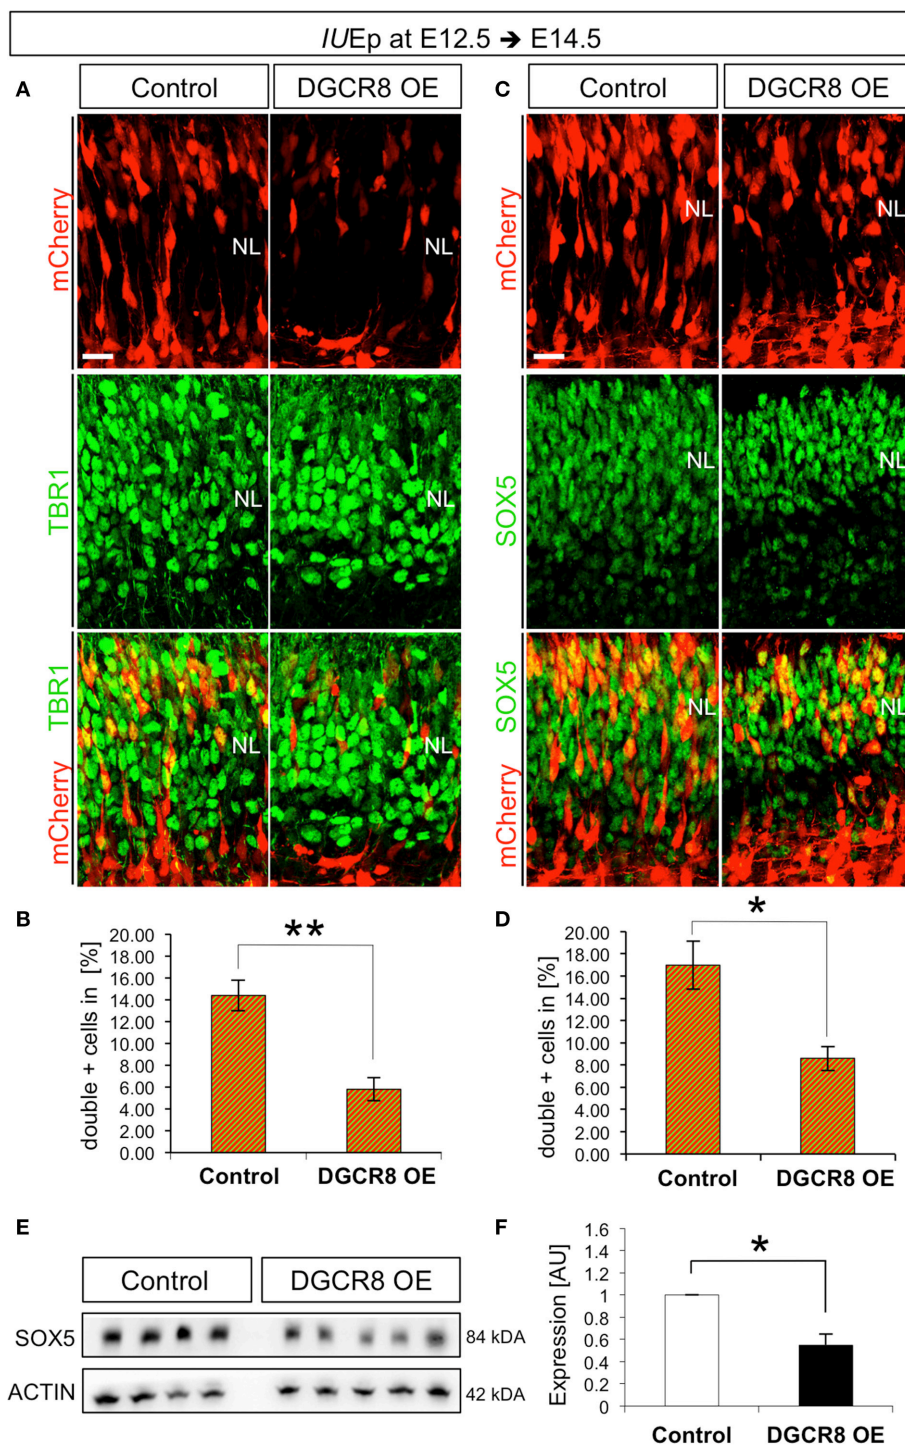 IUEp at E12.5 ➔ E14.5
A
Control
DGCR8 OE
C
Control
DGCR8 OE
mCherry
NL
NL
mCherry
NL
NL
TBR1
NL
NL
SOX5
NL
NL
mCherry TBR1
NL
NL
mCherry SOX5
NL
NL
B
double + cells in [%]
20.00
18.00
16.00
14.00
12.00
10.00
8.00
6.00
4.00
2.00
0.00
**
Control
DGCR8 OE
D
double + cells in [%]
20.00
18.00
16.00
14.00
12.00
10.00
8.00
6.00
4.00
2.00
0.00
*
Control
DGCR8 OE
E
Control
DGCR8 OE
SOX5
84 kDA
ACTIN
42 kDA
F
Expression [AU]
1.6
1.4
1.2
1
0.8
0.6
0.4
0.2
0
*
Control
DGCR8 OE